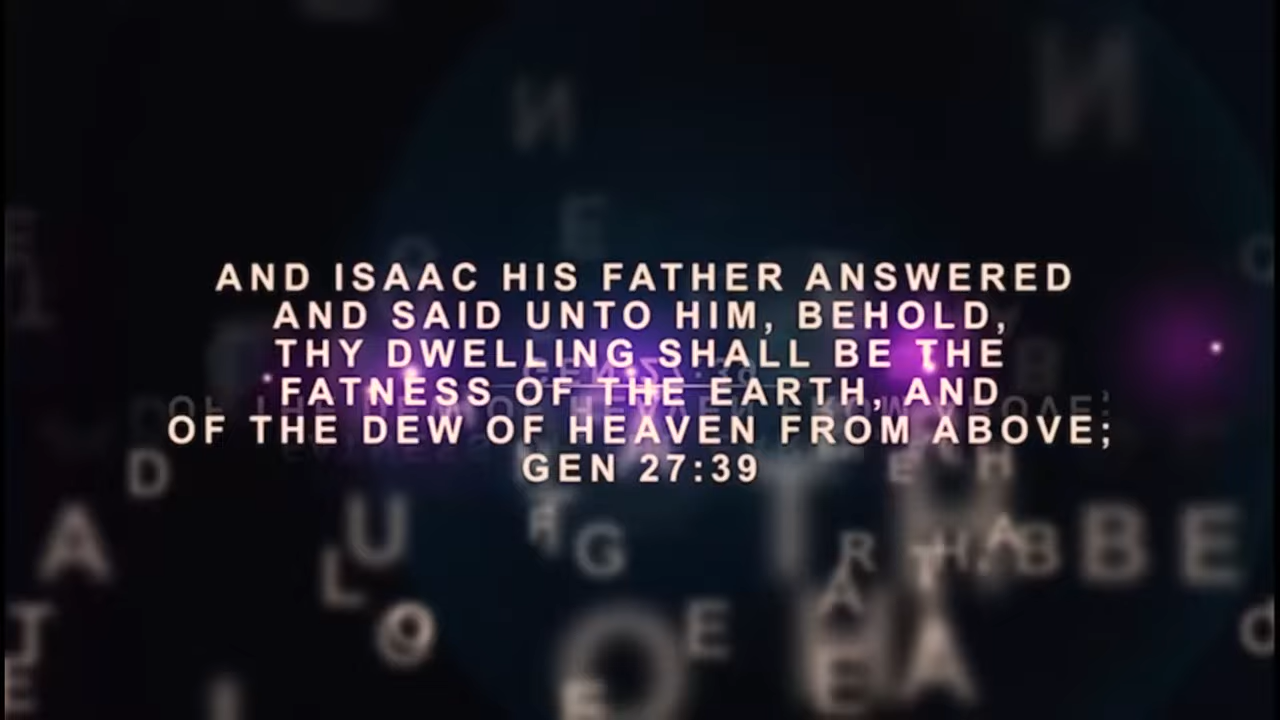 AND ISAAC HIS FATHER ANSWERED
AND SAID UNTO HIM, BEHOLD,
THY DWELLING SHALL BE THE
FATNESS OF THE EARTH, AND
OF THE DEW OF HEAVEN FROM ABOVE;
GEN 27:39